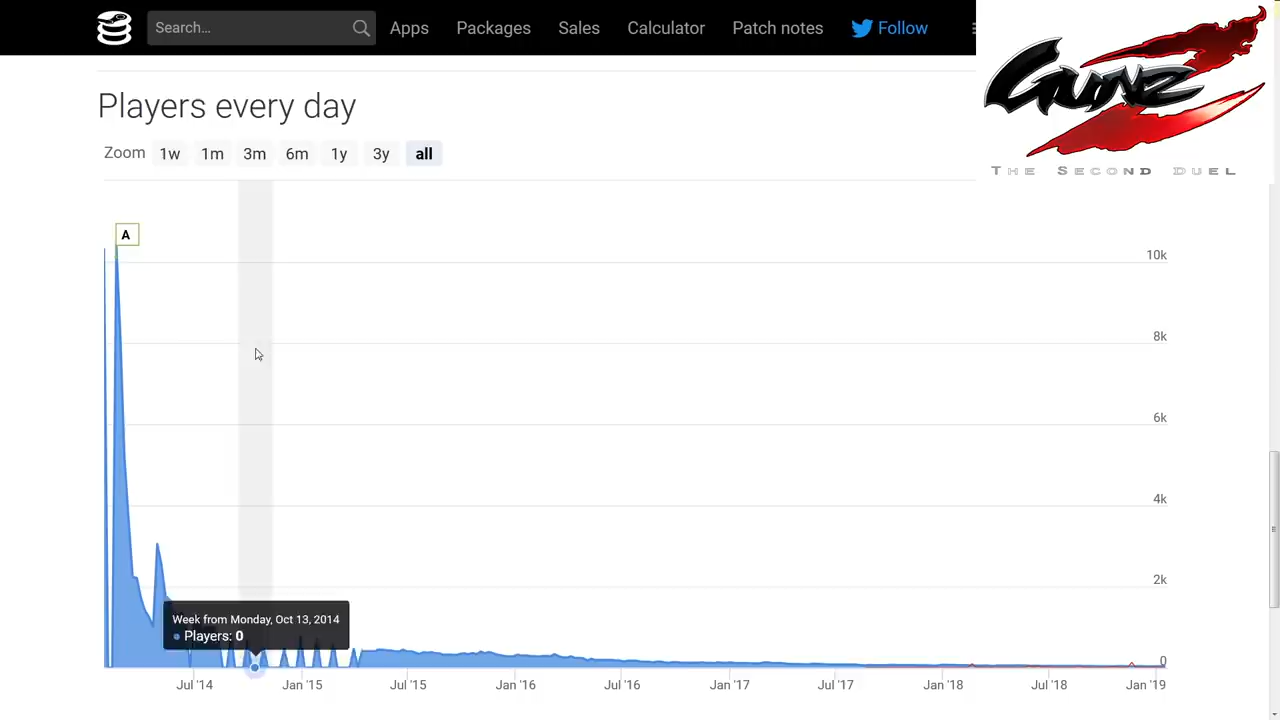 Search...
Apps
Packages
Sales
Calculator
Patch notes
Follow
GUNZ
THE SECOND DUEL
Players every day
Zoom 1w 1m 3m 6m 1y 3y all
A
10k
8k
6k
4k
2k
0
Week from Monday, Oct 13, 2014
Players: 0
Jul '14 Jan '15 Jul '15 Jan '16 Jul '16 Jan '17 Jul '17 Jan '18 Jul '18 Jan '19